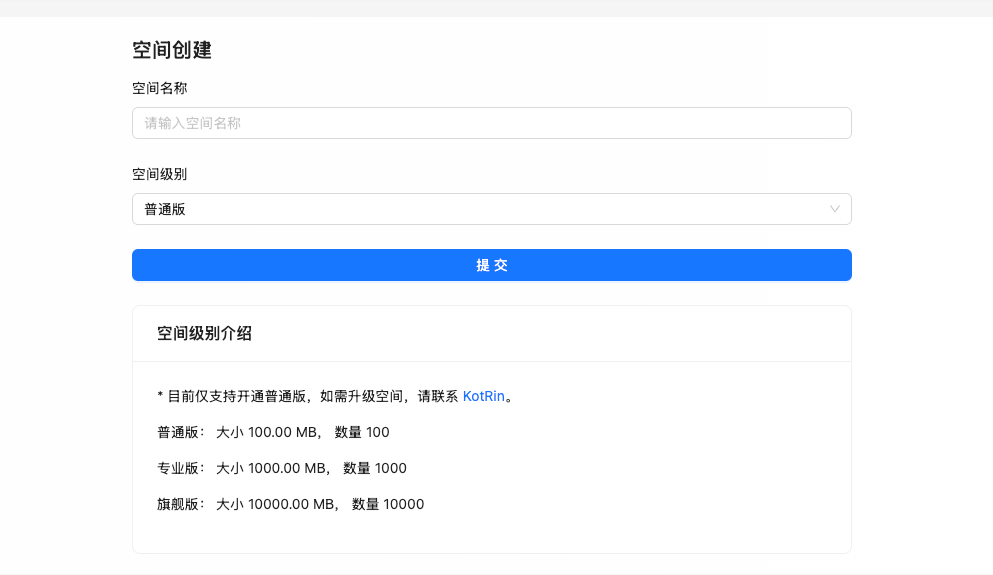 空间创建
空间名称
请输入空间名称
空间级别
普通版
提 交
空间级别介绍
* 目前仅支持开通普通版，如需升级空间，请联系 KotRin。
普通版： 大小 100.00 MB， 数量 100
专业版： 大小 1000.00 MB， 数量 1000
旗舰版： 大小 10000.00 MB， 数量 10000